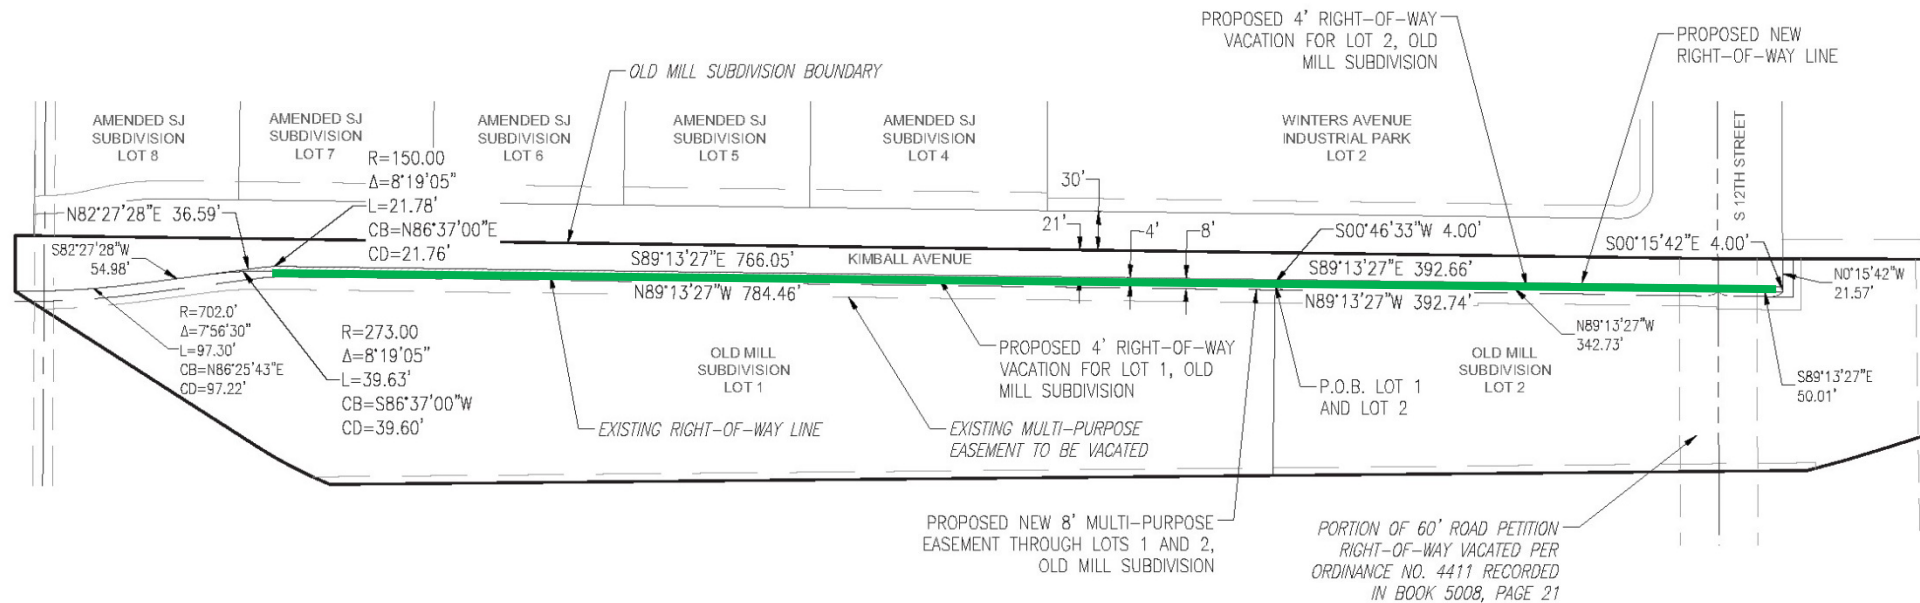 PROPOSED 4' RIGHT-OF-WAY
VACATION FOR LOT 2, OLD
MILL SUBDIVISION
PROPOSED NEW
RIGHT-OF-WAY LINE
OLD MILL SUBDIVISION BOUNDARY
AMENDED SJ
SUBDIVISION
LOT 8
AMENDED SJ
SUBDIVISION
LOT 7
AMENDED SJ
SUBDIVISION
LOT 6
AMENDED SJ
SUBDIVISION
LOT 5
AMENDED SJ
SUBDIVISION
LOT 4
WINTERS AVENUE
INDUSTRIAL PARK
LOT 2
S 12TH STREET
R=150.00
Δ=8°19'05"
L=21.78'
CB=N86°37'00"E
CD=21.76'
N82°27'28"E 36.59'
30'
21'
4'
8'
S00°46'33"W 4.00'
S00°15'42"E 4.00'
S82°27'28"W
54.98'
S89°13'27"E 766.05'
KIMBALL AVENUE
S89°13'27"E 392.66'
N0°15'42"W
21.57'
N89°13'27"W 784.46'
N89°13'27"W 392.74'
R=702.0'
Δ=7°56'30"
L=97.30'
CB=N86°25'43"E
CD=97.22'
R=273.00
Δ=8°19'05"
L=39.63'
CB=S86°37'00"W
CD=39.60'
N89°13'27"W
342.73'
OLD MILL
SUBDIVISION
LOT 1
PROPOSED 4' RIGHT-OF-WAY
VACATION FOR LOT 1, OLD
MILL SUBDIVISION
OLD MILL
SUBDIVISION
LOT 2
S89°13'27"E
50.01'
P.O.B. LOT 1
AND LOT 2
EXISTING RIGHT-OF-WAY LINE
EXISTING MULTI-PURPOSE
EASEMENT TO BE VACATED
PROPOSED NEW 8' MULTI-PURPOSE
EASEMENT THROUGH LOTS 1 AND 2,
OLD MILL SUBDIVISION
PORTION OF 60' ROAD PETITION
RIGHT-OF-WAY VACATED PER
ORDINANCE NO. 4411 RECORDED
IN BOOK 5008, PAGE 21